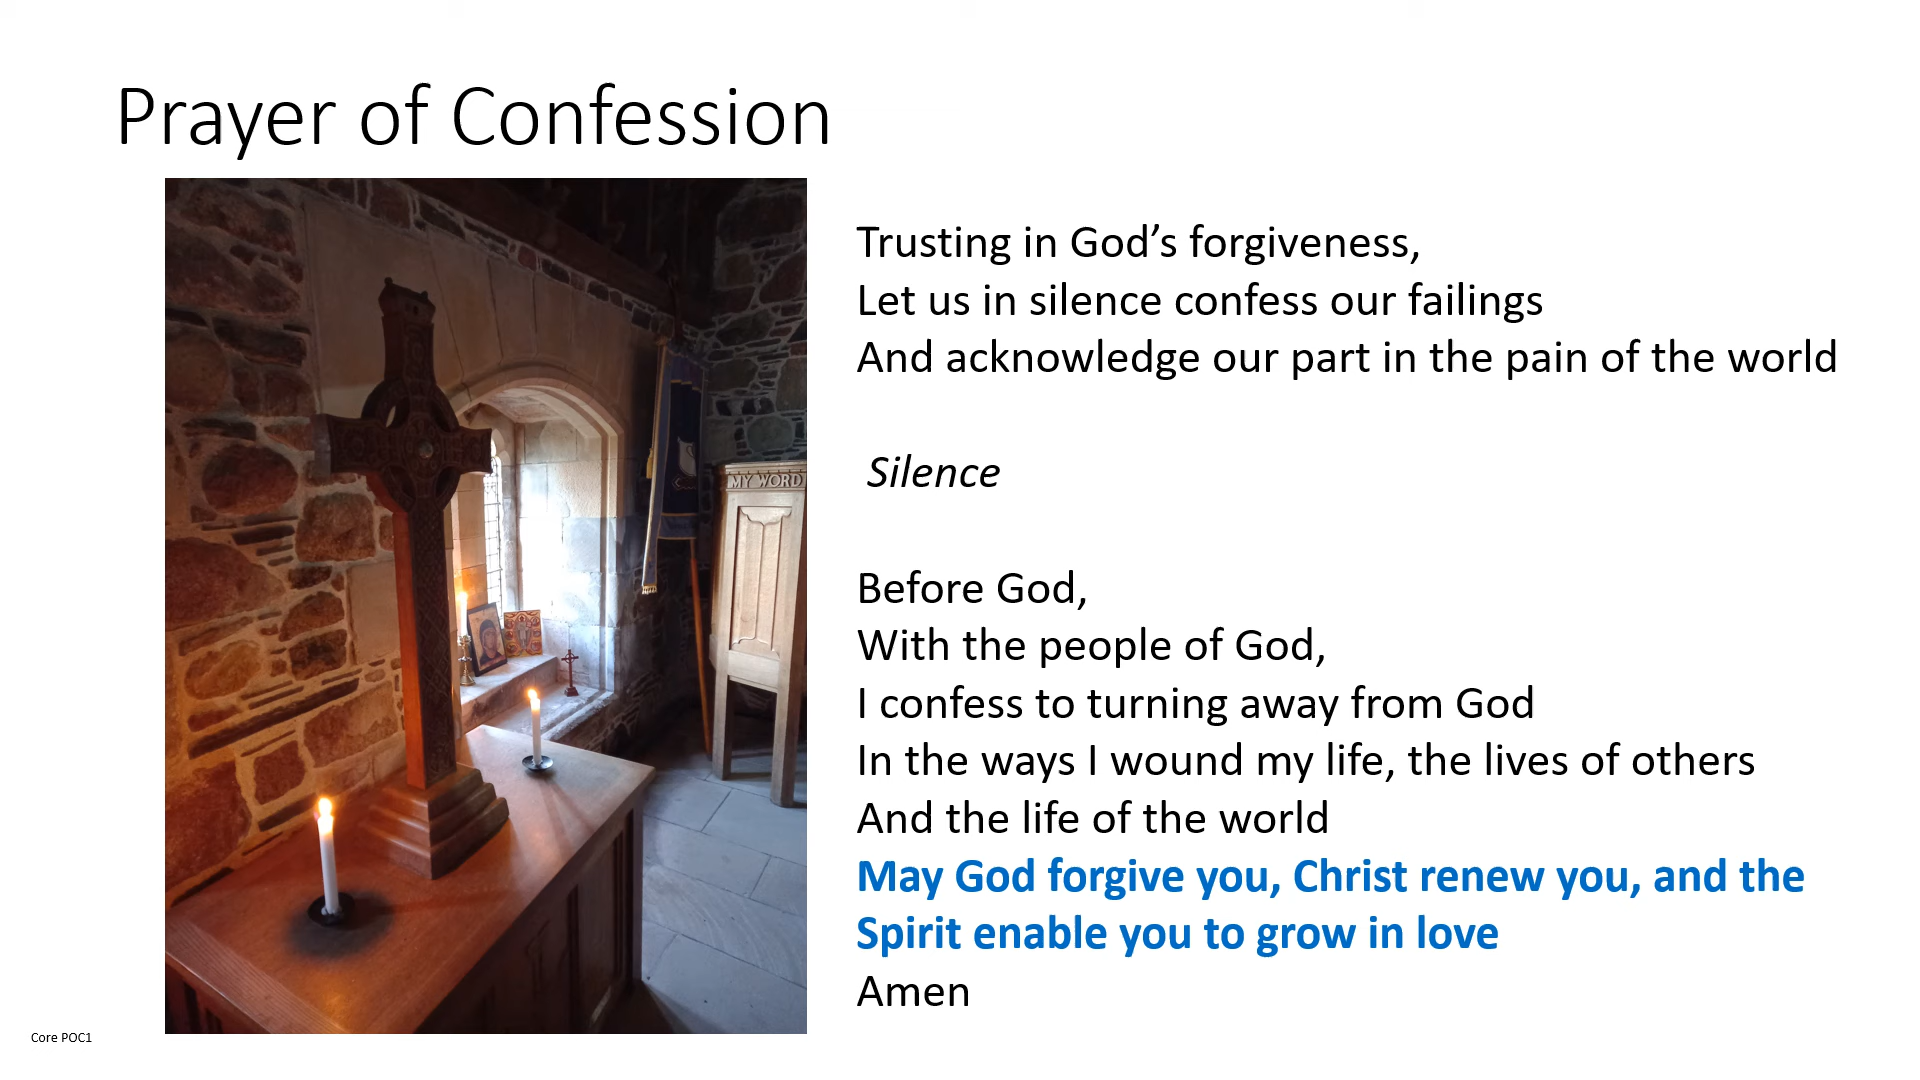 Prayer of Confession
MY WORD
Trusting in God’s forgiveness,
Let us in silence confess our failings
And acknowledge our part in the pain of the world
Silence
Before God,
With the people of God,
I confess to turning away from God
In the ways I wound my life, the lives of others
And the life of the world
May God forgive you, Christ renew you, and the
Spirit enable you to grow in love
Amen
Core POC1